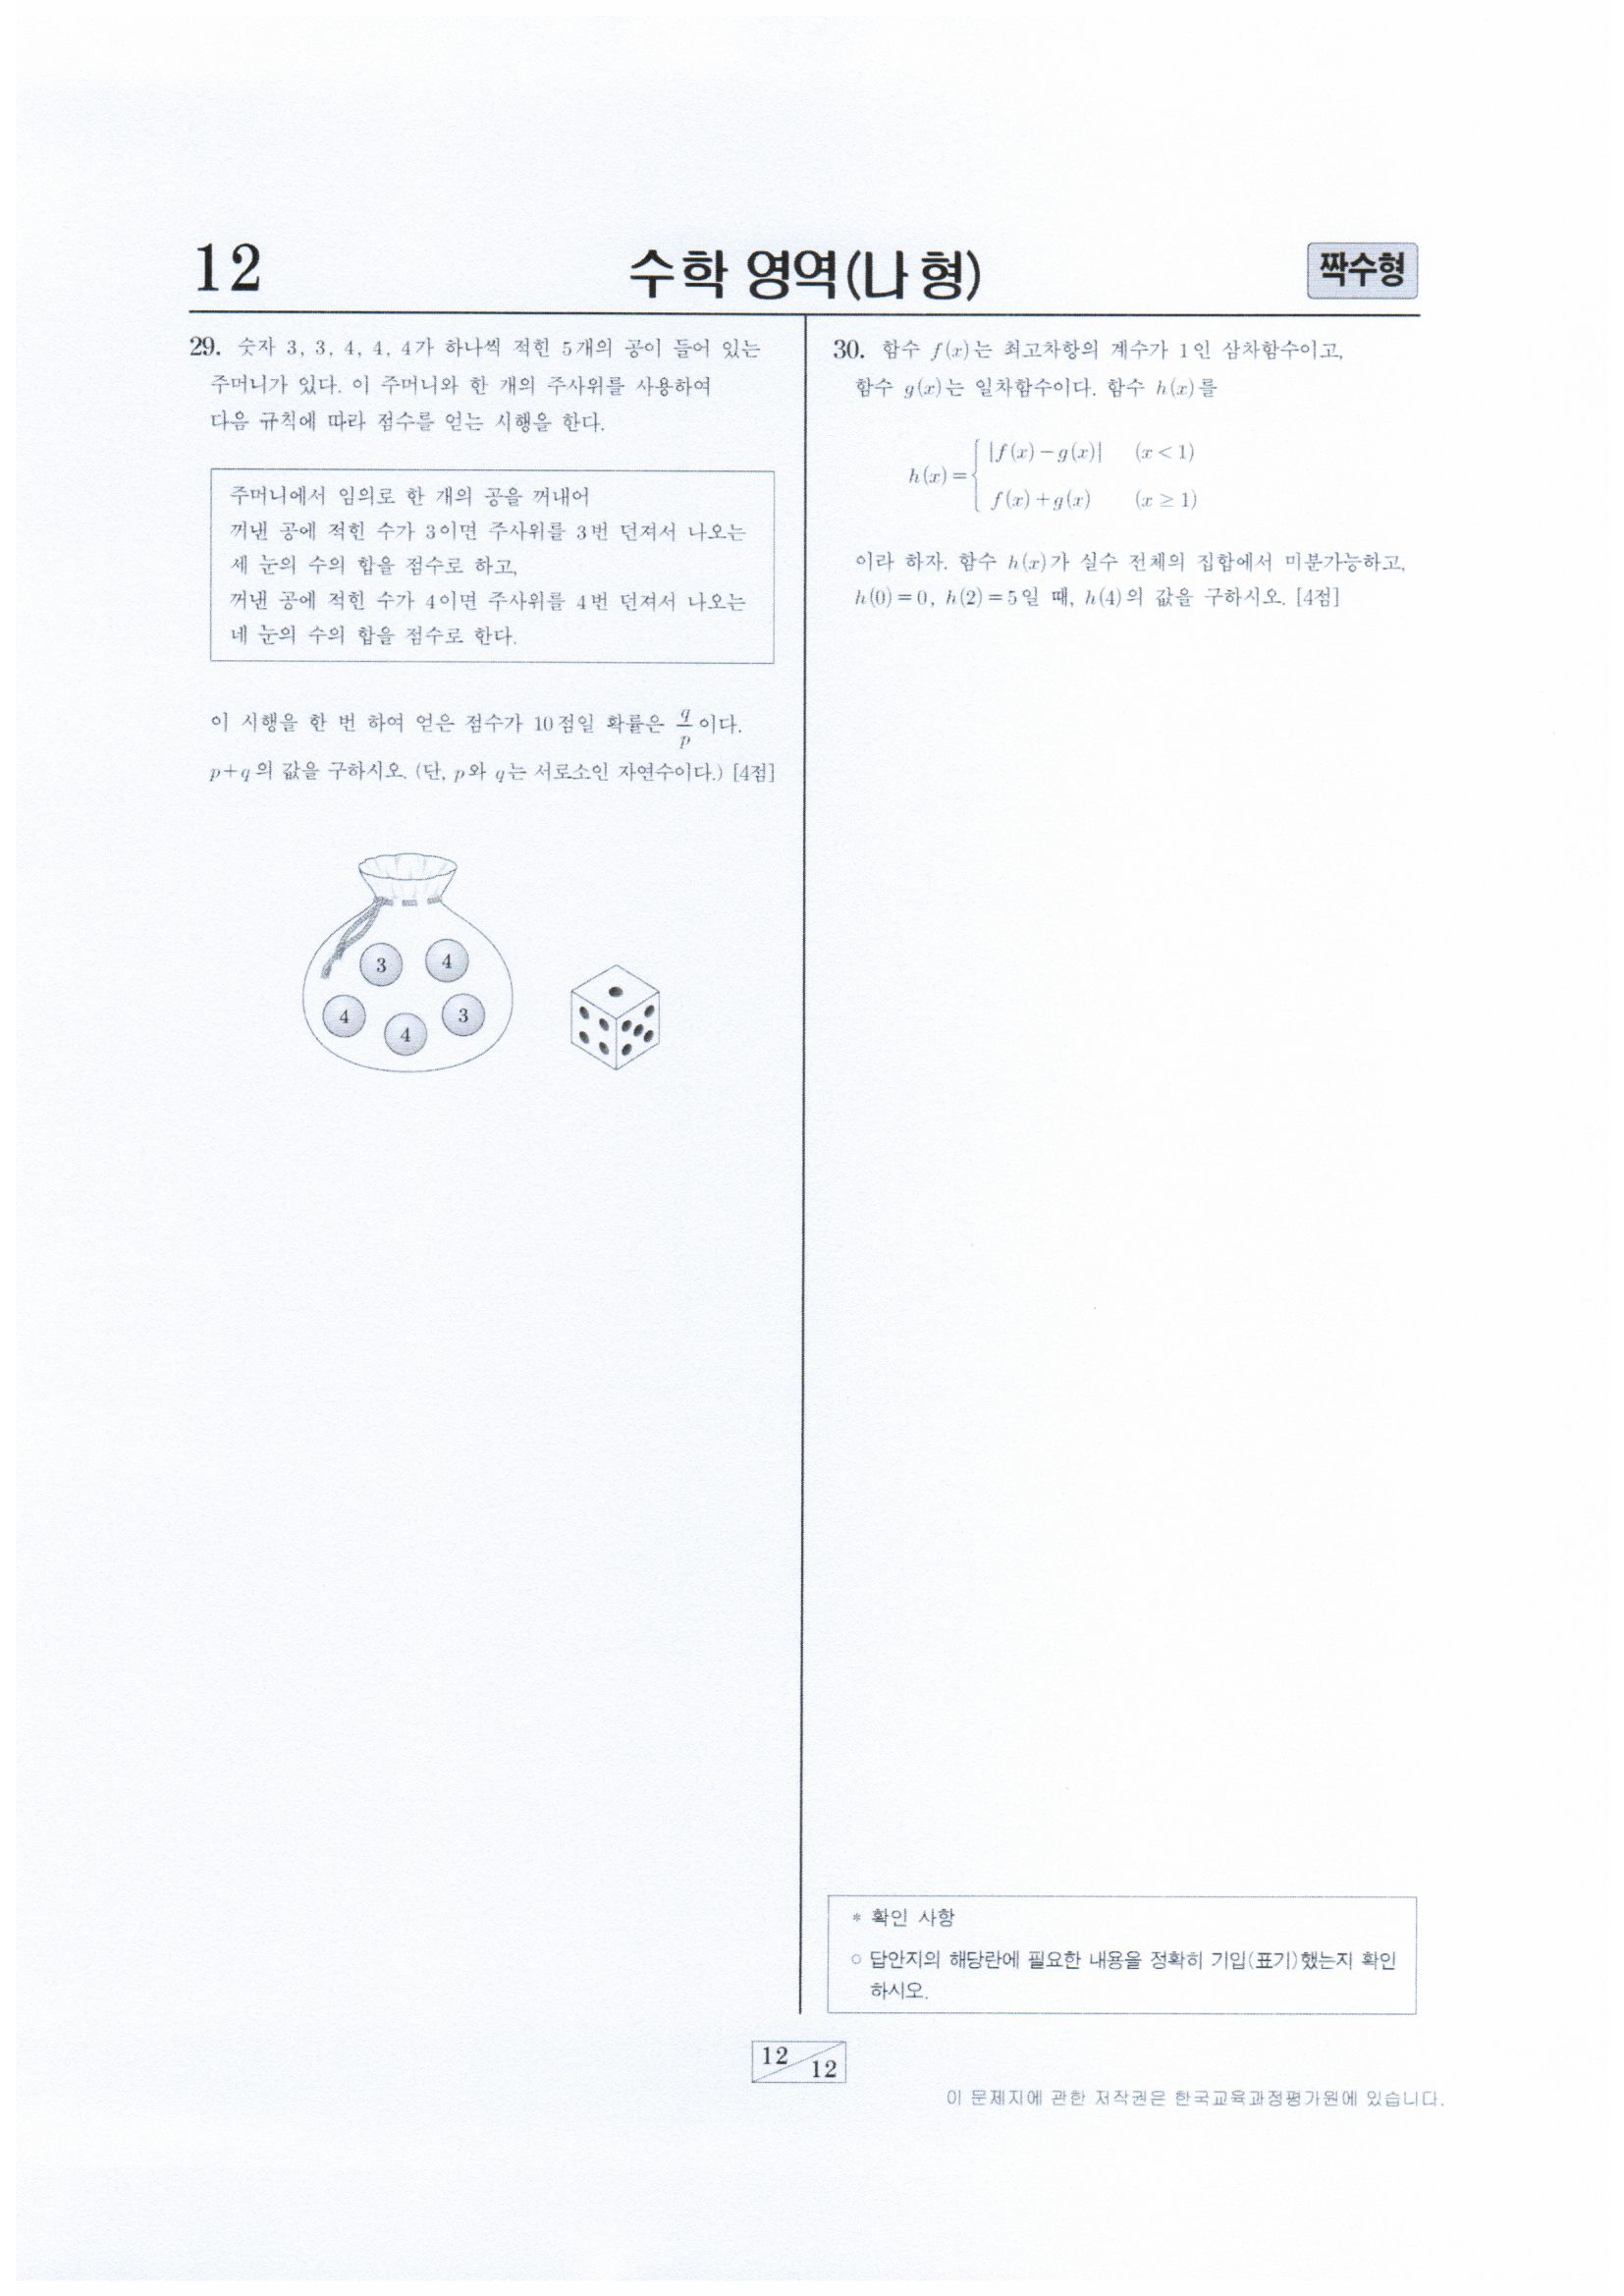 12
수학 영역(나형)
짝수형
29. 숫자 3, 3, 4, 4, 4가 하나씩 적힌 5개의 공이 들어 있는
주머니가 있다. 이 주머니와 한 개의 주사위를 사용하여
다음 규칙에 따라 점수를 얻는 시행을 한다.
주머니에서 임의로 한 개의 공을 꺼내어
꺼낸 공에 적힌 수가 3이면 주사위를 3번 던져서 나오는
세 눈의 수의 합을 점수로 하고,
꺼낸 공에 적힌 수가 4이면 주사위를 4번 던져서 나오는
네 눈의 수의 합을 점수로 한다.
이 시행을 한 번 하여 얻은 점수가 10점일 확률은 q/p이다.
p+q의 값을 구하시오. (단, p와 q는 서로소인 자연수이다.) [4점]
3 4
4 4 3
30. 함수 f(x)는 최고차항의 계수가 1인 삼차함수이고,
함수 g(x)는 일차함수이다. 함수 h(x)를
h(x)= { |f(x)-g(x)| (x<1)
f(x)+g(x) (x≥1)
이라 하자. 함수 h(x)가 실수 전체의 집합에서 미분가능하고,
h(0)=0, h(2)=5일 때, h(4)의 값을 구하시오. [4점]
* 확인 사항
○ 답안지의 해당란에 필요한 내용을 정확히 기입(표기)했는지 확인
하시오.
12/12
이 문제지에 관한 저작권은 한국교육과정평가원에 있습니다.